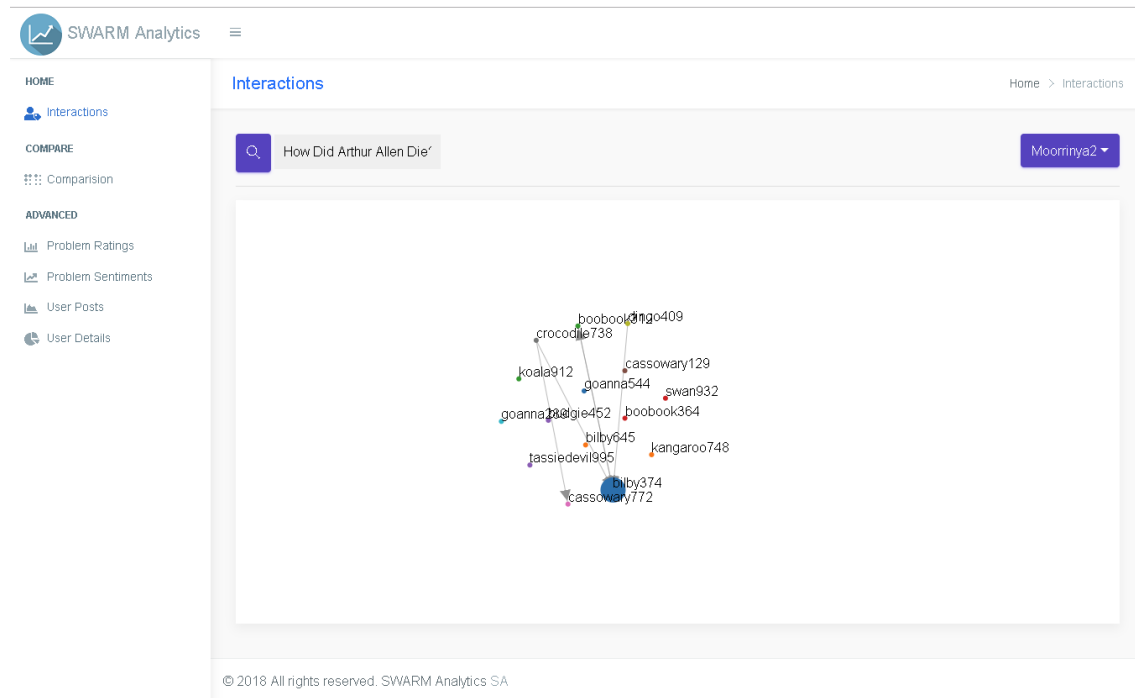 SWARM Analytics
HOME
Interactions
COMPARE
Comparision
ADVANCED
Problem Ratings
Problem Sentiments
User Posts
User Details
Interactions
Home > Interactions
How Did Arthur Allen Die
Moorrinya2
boobook312
dingo409
crocodile738
cassowary129
koala912
goanna544
swan932
boobook364
budgie452
bilby645
kangaroo748
tassiedevil995
bilby374
cassowary772
© 2018 All rights reserved. SWARM Analytics SA